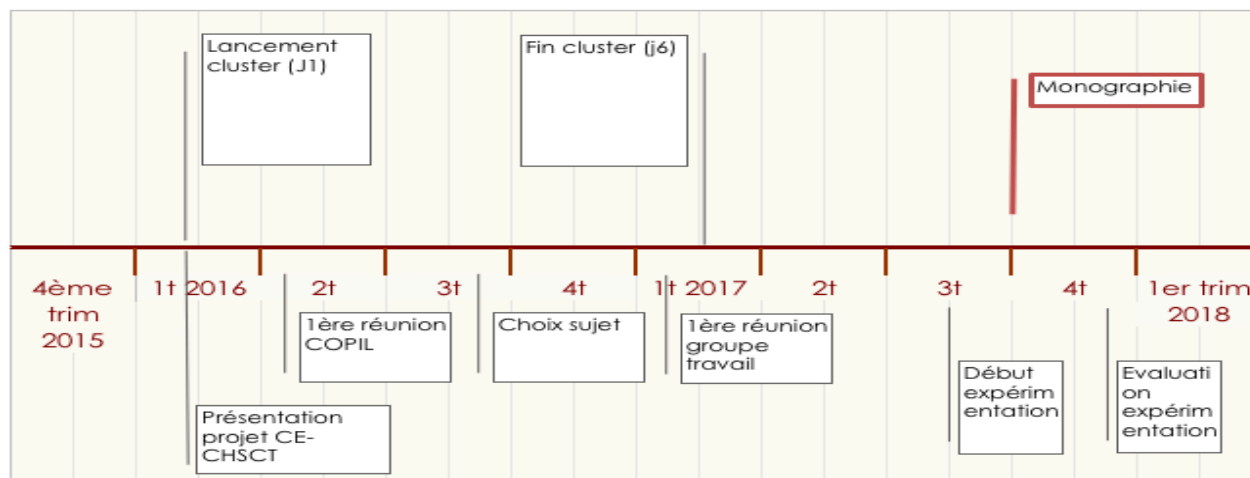 Lancement
cluster (J1)
Fin cluster (j6)
Monographie
4ème
trim
2015
1t 2016
2t
3t
4t
1t 2017
2t
3t
4t
1er trim
2018
1ère réunion
COPIL
Choix sujet
1ère réunion
groupe
travail
Début
expérim
entation
Evaluati
on
expérim
entation
Présentation
projet CE-
CHSCT